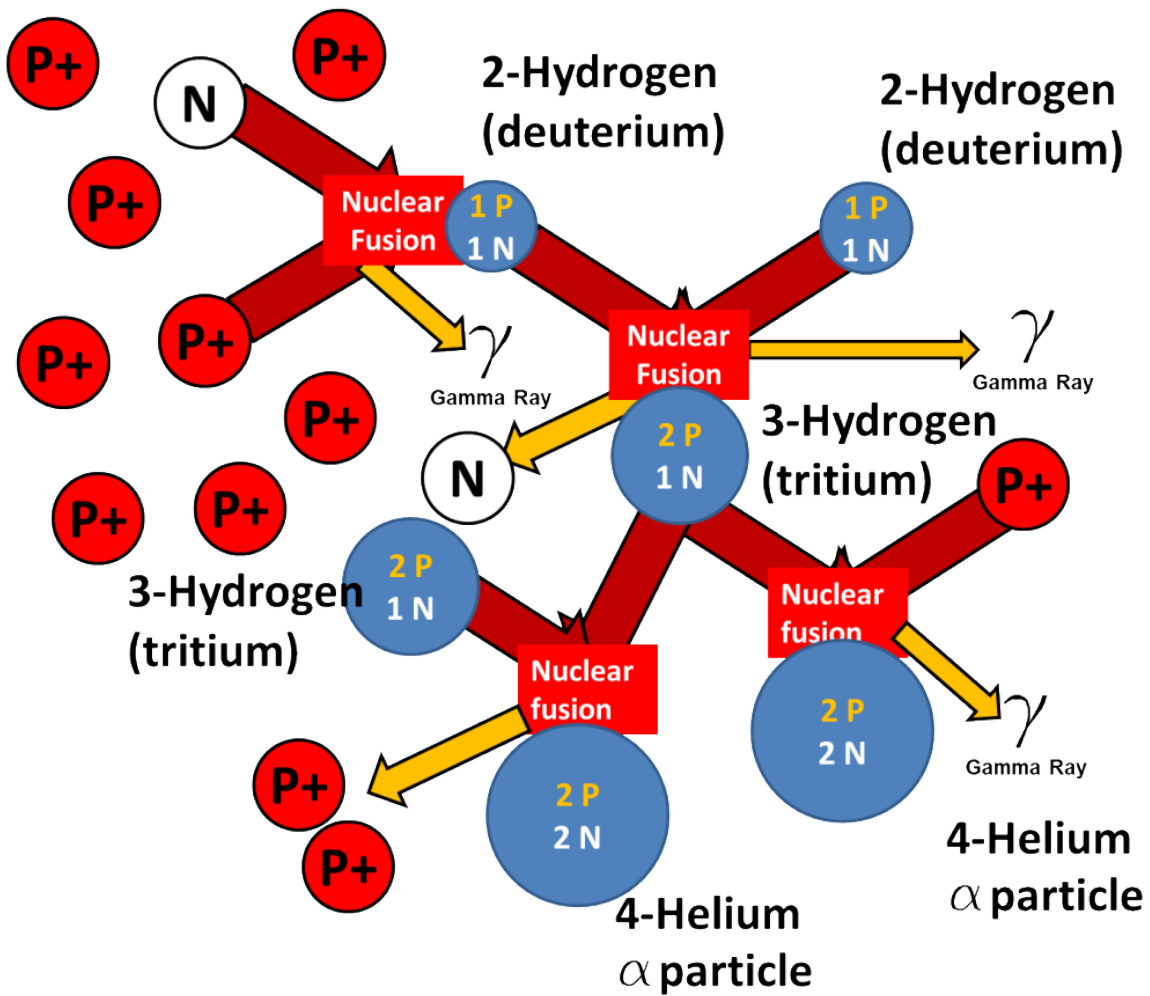 P+
P+
N
2-Hydrogen
(deuterium)
2-Hydrogen
(deuterium)
P+
Nuclear
Fusion
1 P
1 N
1 P
1 N
P+
P+
γ
Gamma Ray
Nuclear
Fusion
γ
Gamma Ray
P+
N
2 P
1 N
3-Hydrogen
(tritium)
P+
P+
P+
3-Hydrogen
(tritium)
2 P
1 N
Nuclear
fusion
Nuclear
fusion
2 P
2 N
γ
Gamma Ray
P+
P+
2 P
2 N
4-Helium
α particle
4-Helium
α particle